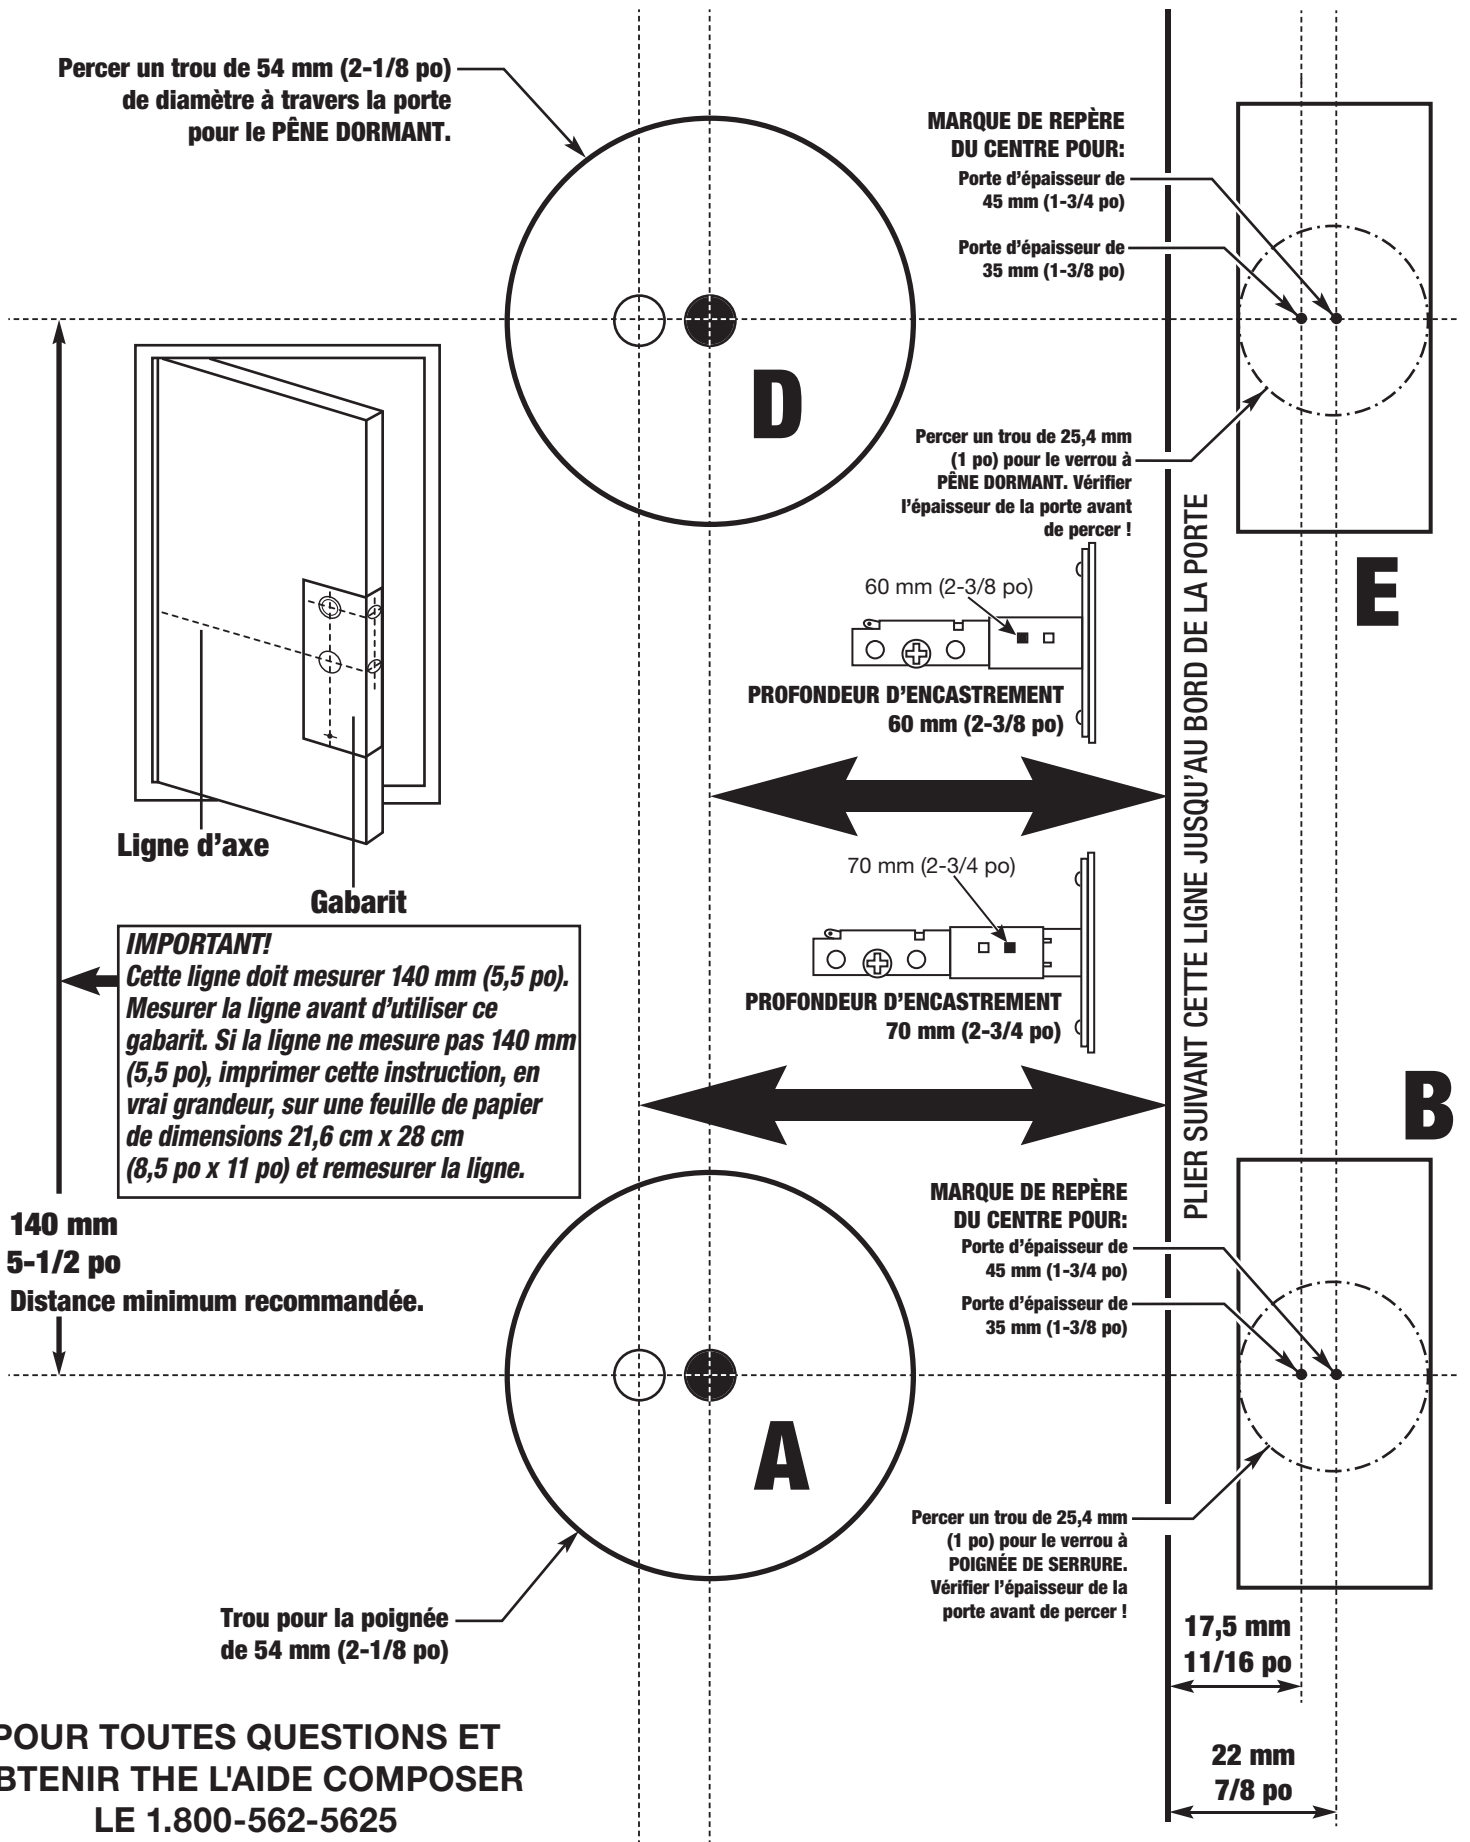 Percer un trou de 54 mm (2-1/8 po)
de diamètre à travers la porte
pour le PÊNE DORMANT.
MARQUE DE REPÈRE
DU CENTRE POUR:
Porte d'épaisseur de
45 mm (1-3/4 po)
Porte d'épaisseur de
35 mm (1-3/8 po)
D
Percer un trou de 25,4 mm
(1 po) pour le verrou à
PÊNE DORMANT. Vérifier
l'épaisseur de la porte avant
de percer !
E
60 mm (2-3/8 po)
PROFONDEUR D'ENCASTREMENT
60 mm (2-3/8 po)
PLIER SUIVANT CETTE LIGNE JUSQU'AU BORD DE LA PORTE
Ligne d'axe
Gabarit
70 mm (2-3/4 po)
PROFONDEUR D'ENCASTREMENT
70 mm (2-3/4 po)
IMPORTANT!
Cette ligne doit mesurer 140 mm (5,5 po).
Mesurer la ligne avant d'utiliser ce
gabarit. Si la ligne ne mesure pas 140 mm
(5,5 po), imprimer cette instruction, en
vrai grandeur, sur une feuille de papier
de dimensions 21,6 cm x 28 cm
(8,5 po x 11 po) et remesurer la ligne.
B
140 mm
5-1/2 po
Distance minimum recommandée.
MARQUE DE REPÈRE
DU CENTRE POUR:
Porte d'épaisseur de
45 mm (1-3/4 po)
Porte d'épaisseur de
35 mm (1-3/8 po)
A
Percer un trou de 25,4 mm
(1 po) pour le verrou à
POIGNÉE DE SERRURE.
Vérifier l'épaisseur de la
porte avant de percer !
Trou pour la poignée
de 54 mm (2-1/8 po)
17,5 mm
11/16 po
22 mm
7/8 po
POUR TOUTES QUESTIONS ET
BTENIR THE L'AIDE COMPOSER
LE 1.800-562-5625